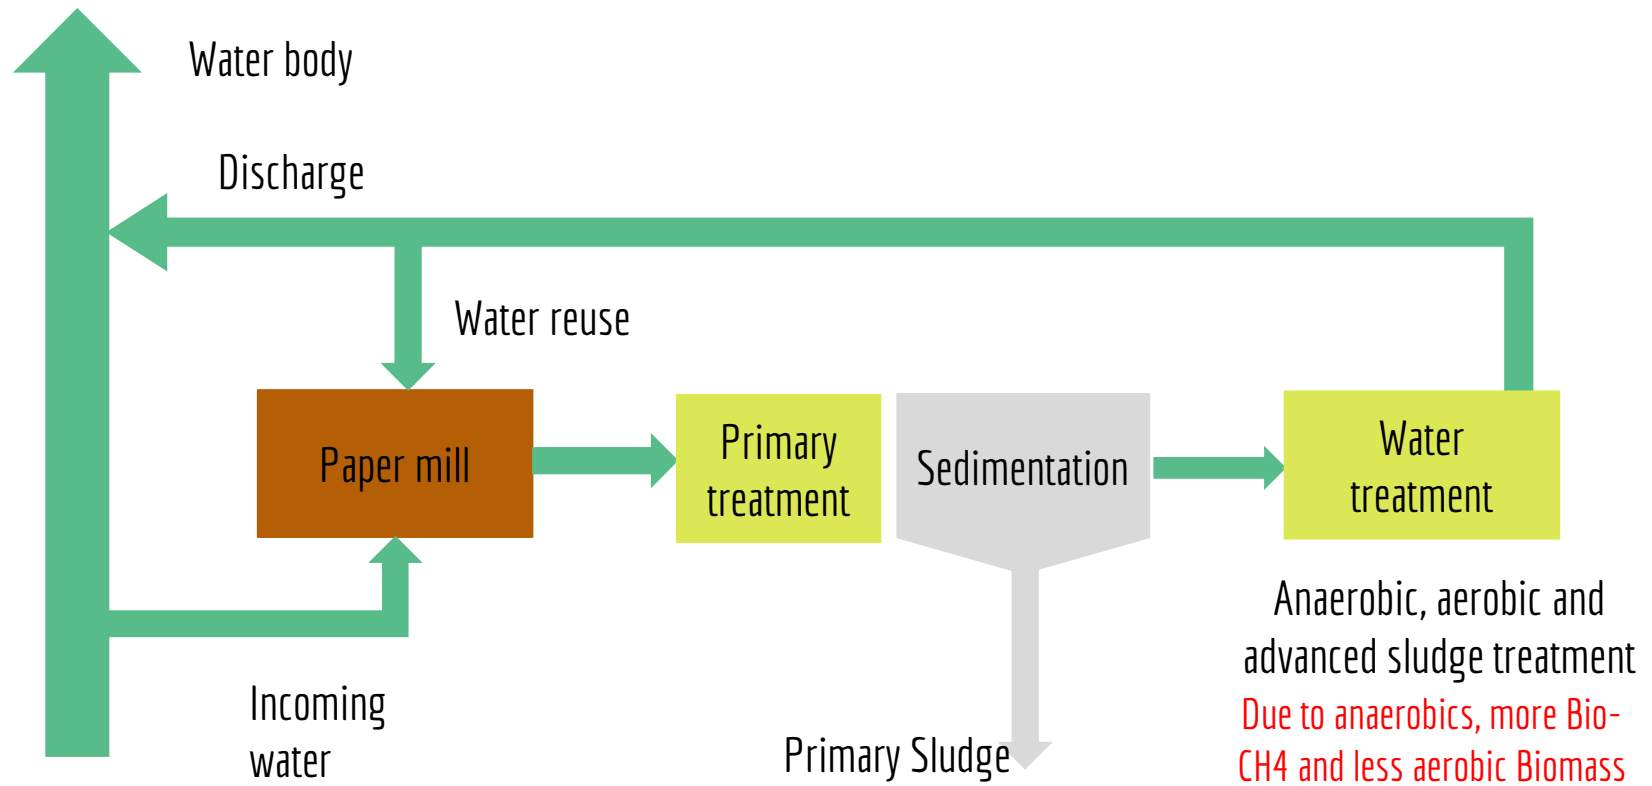 Water body
Discharge
Water reuse
Paper mill
Primary
treatment
Sedimentation
Water
treatment
Anaerobic, aerobic and
advanced sludge treatment
Due to anaerobics, more Bio-
CH4 and less aerobic Biomass
Incoming
water
Primary Sludge